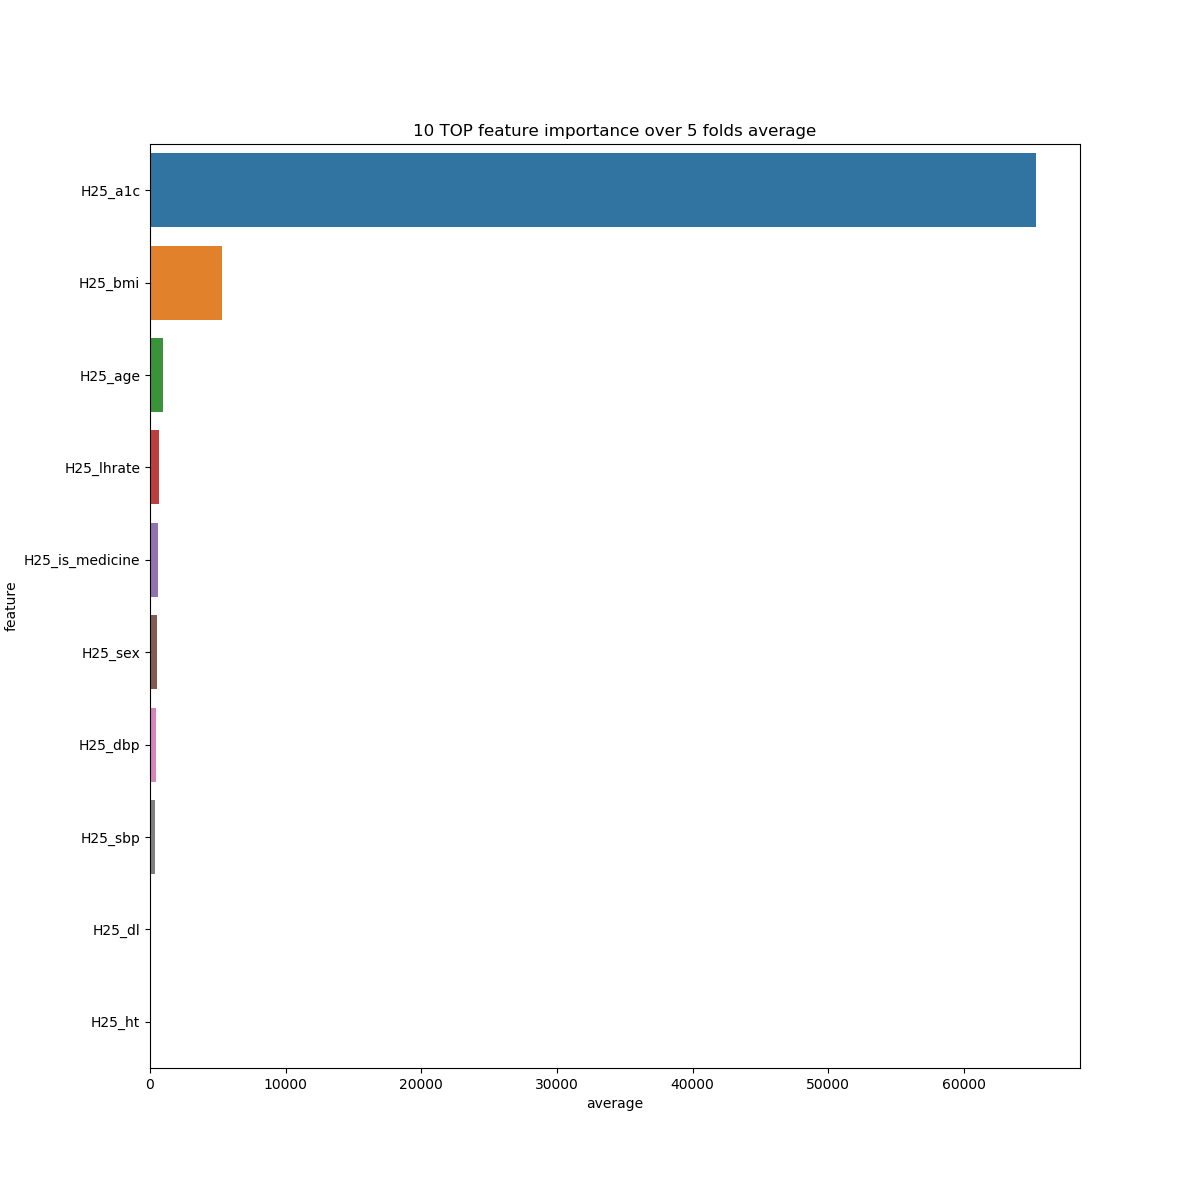 10 TOP feature importance over 5 folds average
H25_a1c
H25_bmi
H25_age
H25_lhrate
H25_is_medicine
H25_sex
H25_dbp
H25_sbp
H25_dl
H25_ht
feature
0 10000 20000 30000 40000 50000 60000
average